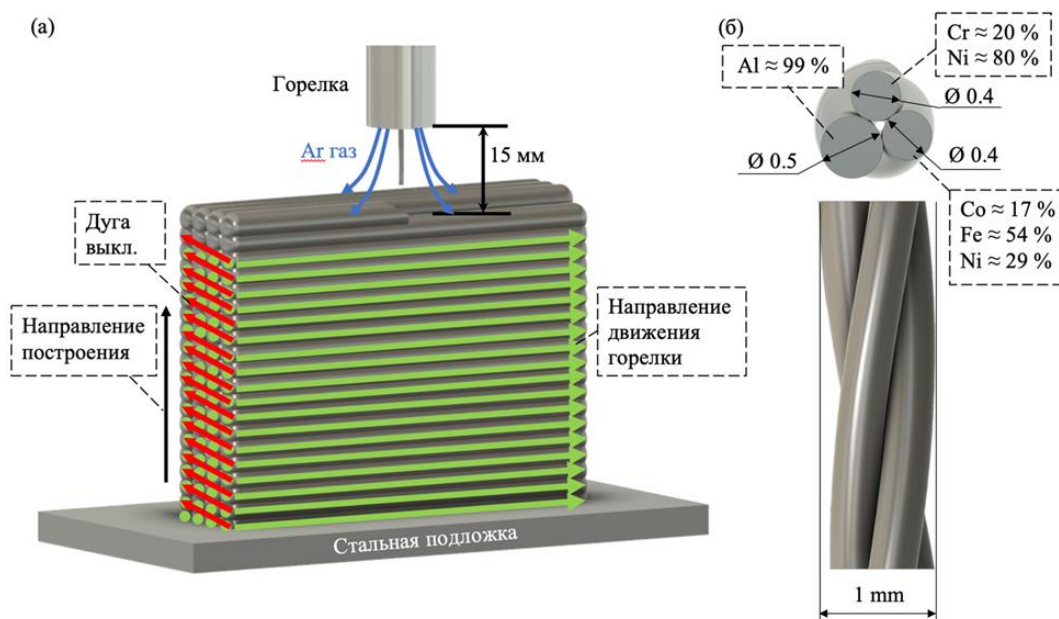 (а)
Горелка
Ar газ
15 мм
Дуга
выкл.
Направление
построения
Направление
движения
горелки
Стальная подложка
(б)
Cr ≈ 20 %
Ni ≈ 80 %
Al ≈ 99 %
Ø 0.4
Ø 0.5
Ø 0.4
Co ≈ 17 %
Fe ≈ 54 %
Ni ≈ 29 %
1 mm